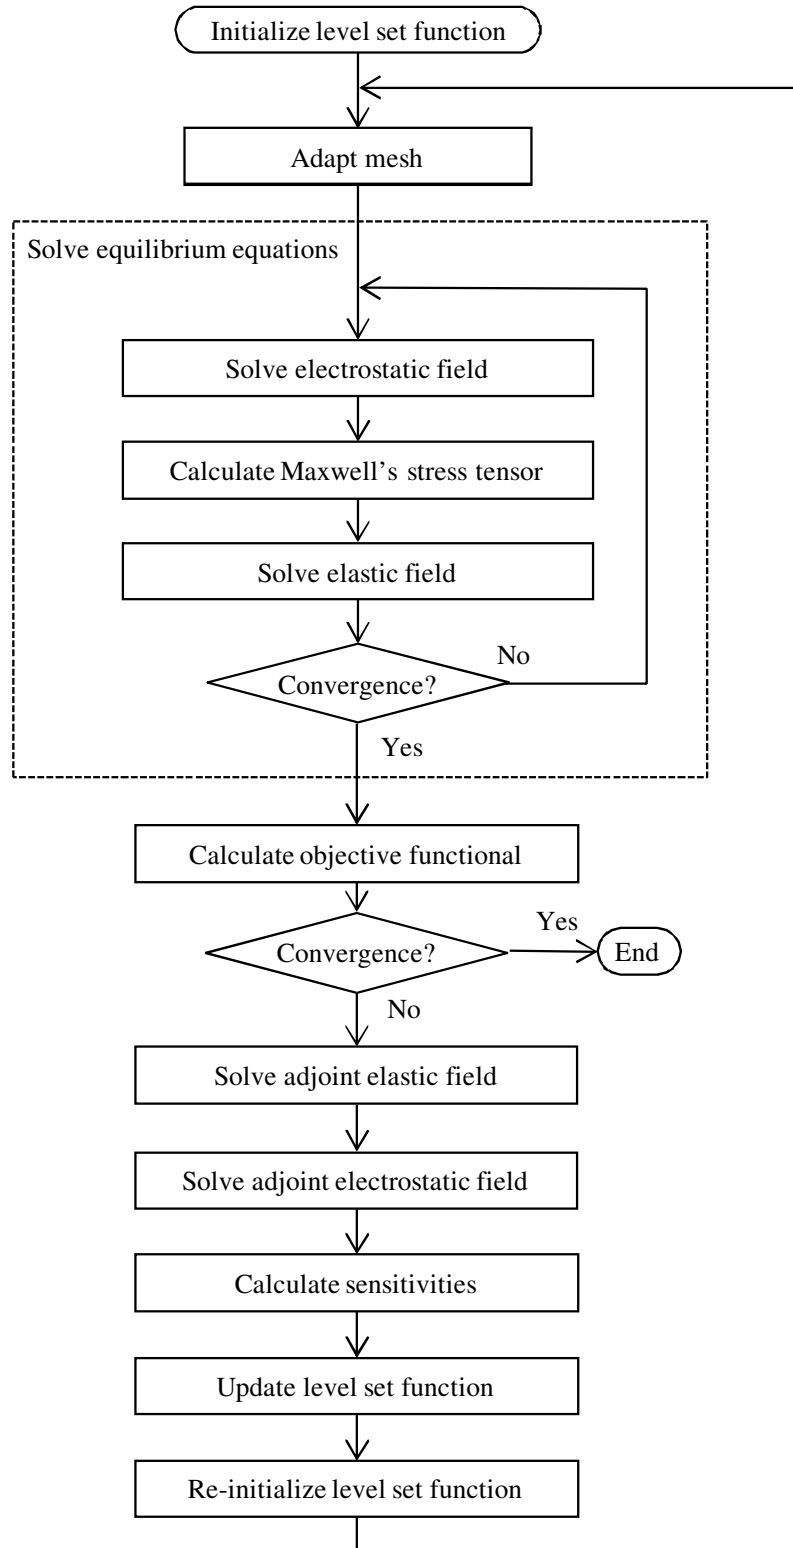 Initialize level set function
Adapt mesh
Solve equilibrium equations
Solve electrostatic field
Calculate Maxwell's stress tensor
Solve elastic field
No
Convergence?
Yes
Calculate objective functional
Yes
Convergence?
End
No
Solve adjoint elastic field
Solve adjoint electrostatic field
Calculate sensitivities
Update level set function
Re-initialize level set function